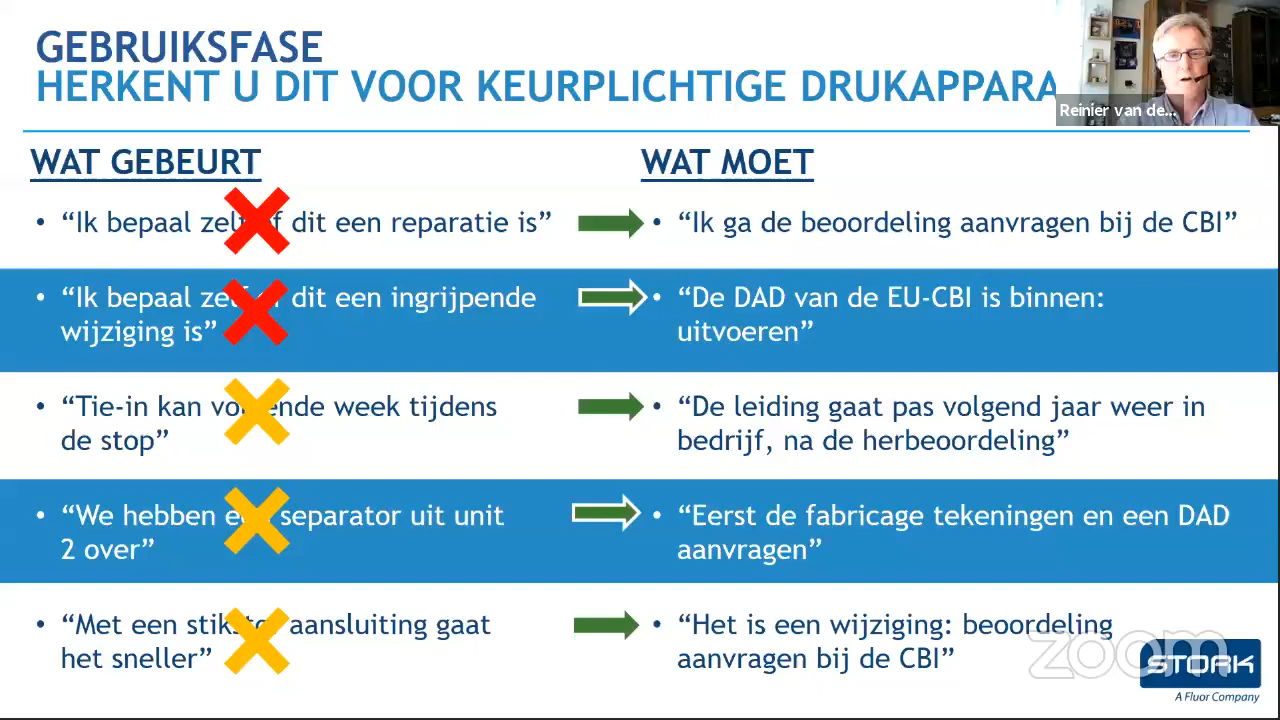 GEBRUIKSFASE
HERKENT U DIT VOOR KEURPLICHTIGE DRUKAPPARA
Reinier van de...
WAT GEBEURT
WAT MOET
• “Ik bepaal zelf of dit een reparatie is”
• “Ik ga de beoordeling aanvragen bij de CBI”
• “Ik bepaal zelf of dit een ingrijpende
wijziging is”
• “De DAD van de EU-CBI is binnen:
uitvoeren”
• “Tie-in kan volgende week tijdens
de stop”
• “De leiding gaat pas volgend jaar weer in
bedrijf, na de herbeoordeling”
• “We hebben een separator uit unit
2 over”
• “Eerst de fabricage tekeningen en een DAD
aanvragen”
• “Met een stikstof aansluiting gaat
het sneller”
• “Het is een wijziging: beoordeling
aanvragen bij de CBI”
zoom
STORK
A Fluor Company